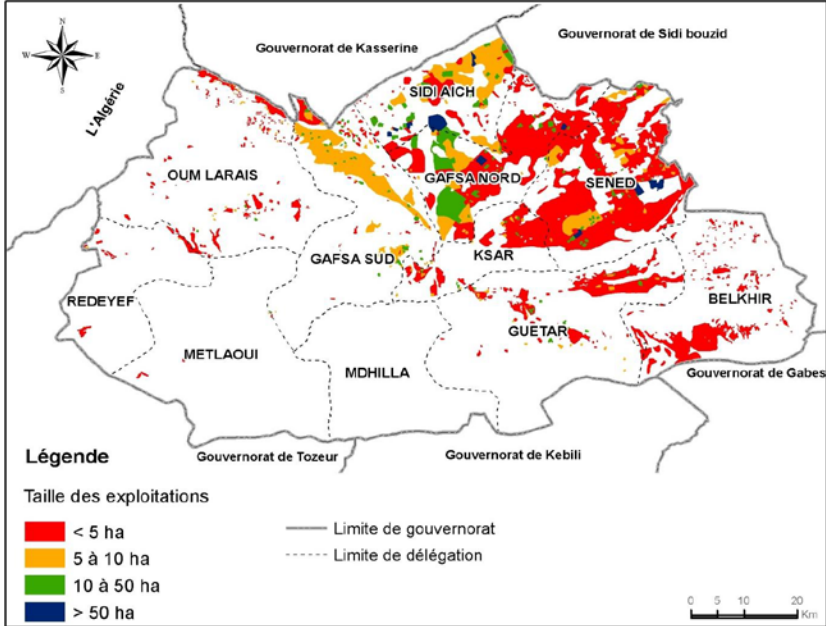 N
W E
S
Gouvernorat de Kasserine
Gouvernorat de Sidi bouzid
L'Algérie
SIDI AICH
OUM LARAIS
GAFSA NORD
SENED
GAFSA SUD
KSAR
REDEYEF
BELKHIR
GUETAR
METLAOUI
MDHILLA
Gouvernorat de Gabes
Légende
Gouvernorat de Tozeur
Gouvernorat de Kebili
Taille des exploitations
< 5 ha
5 à 10 ha
10 à 50 ha
> 50 ha
Limite de gouvernorat
Limite de délégation
0 5 10 20
Km